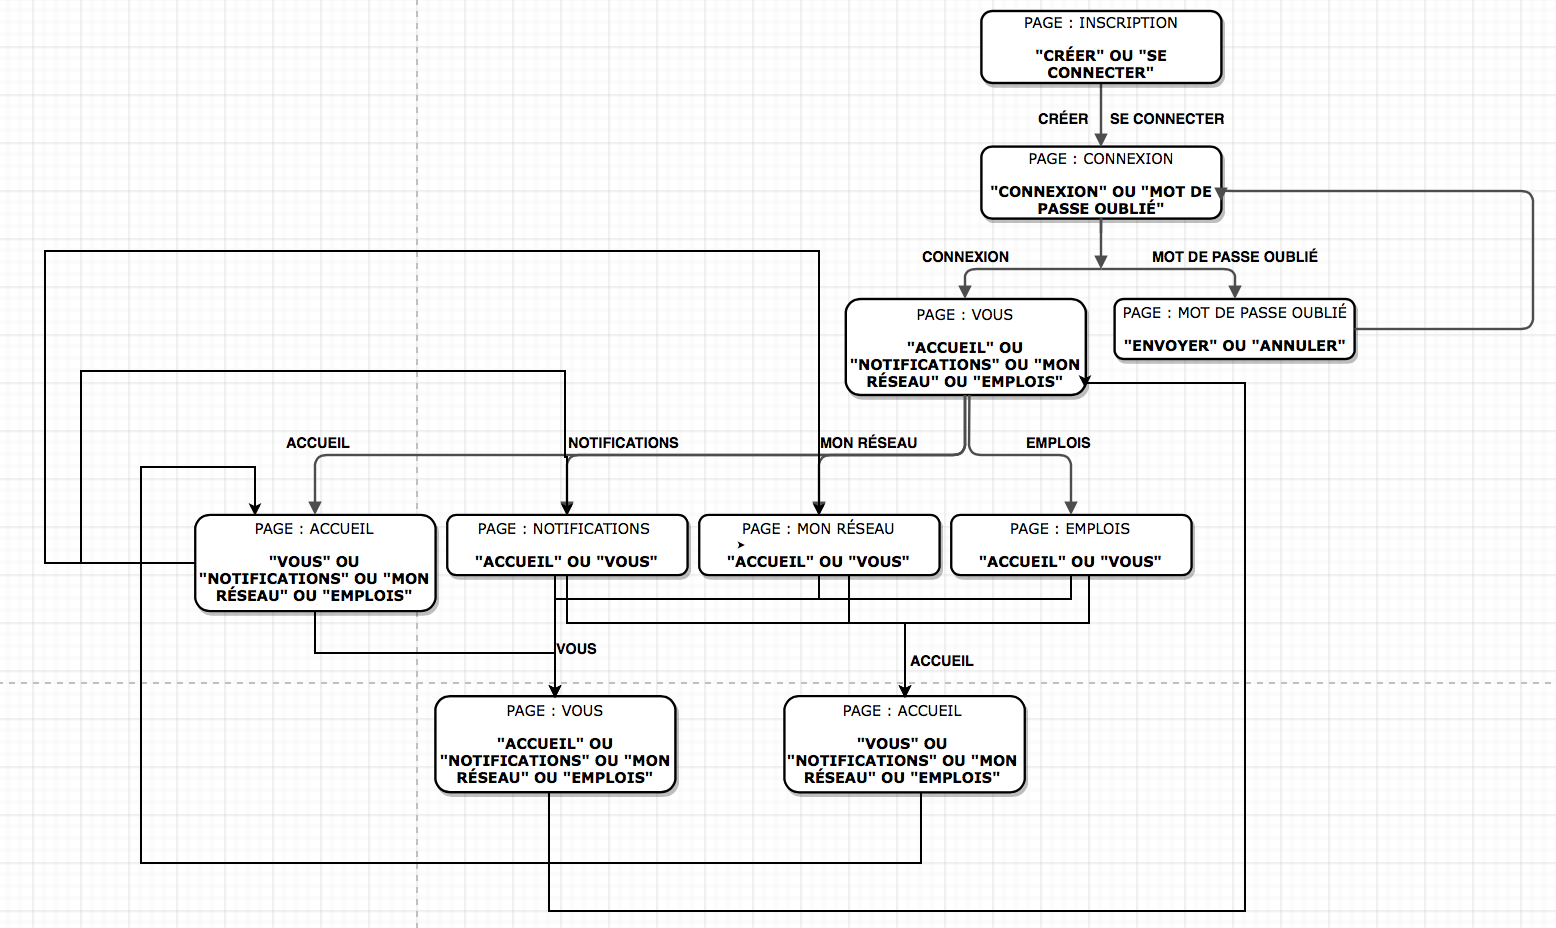 PAGE : INSCRIPTION
"CRÉER" OU "SE
CONNECTER"
CRÉER
SE CONNECTER
PAGE : CONNEXION
"CONNEXION" OU "MOT DE
PASSE OUBLIÉ"
CONNEXION
MOT DE PASSE OUBLIÉ
PAGE : VOUS
"ACCUEIL" OU
"NOTIFICATIONS" OU "MON
RÉSEAU" OU "EMPLOIS"
PAGE : MOT DE PASSE OUBLIÉ
"ENVOYER" OU "ANNULER"
ACCUEIL
NOTIFICATIONS
MON RÉSEAU
EMPLOIS
PAGE : ACCUEIL
"VOUS" OU
"NOTIFICATIONS" OU "MON
RÉSEAU" OU "EMPLOIS"
PAGE : NOTIFICATIONS
"ACCUEIL" OU "VOUS"
PAGE : MON RÉSEAU
"ACCUEIL" OU "VOUS"
PAGE : EMPLOIS
"ACCUEIL" OU "VOUS"
VOUS
ACCUEIL
PAGE : VOUS
"ACCUEIL" OU
"NOTIFICATIONS" OU "MON
RÉSEAU" OU "EMPLOIS"
PAGE : ACCUEIL
"VOUS" OU
"NOTIFICATIONS" OU "MON
RÉSEAU" OU "EMPLOIS"